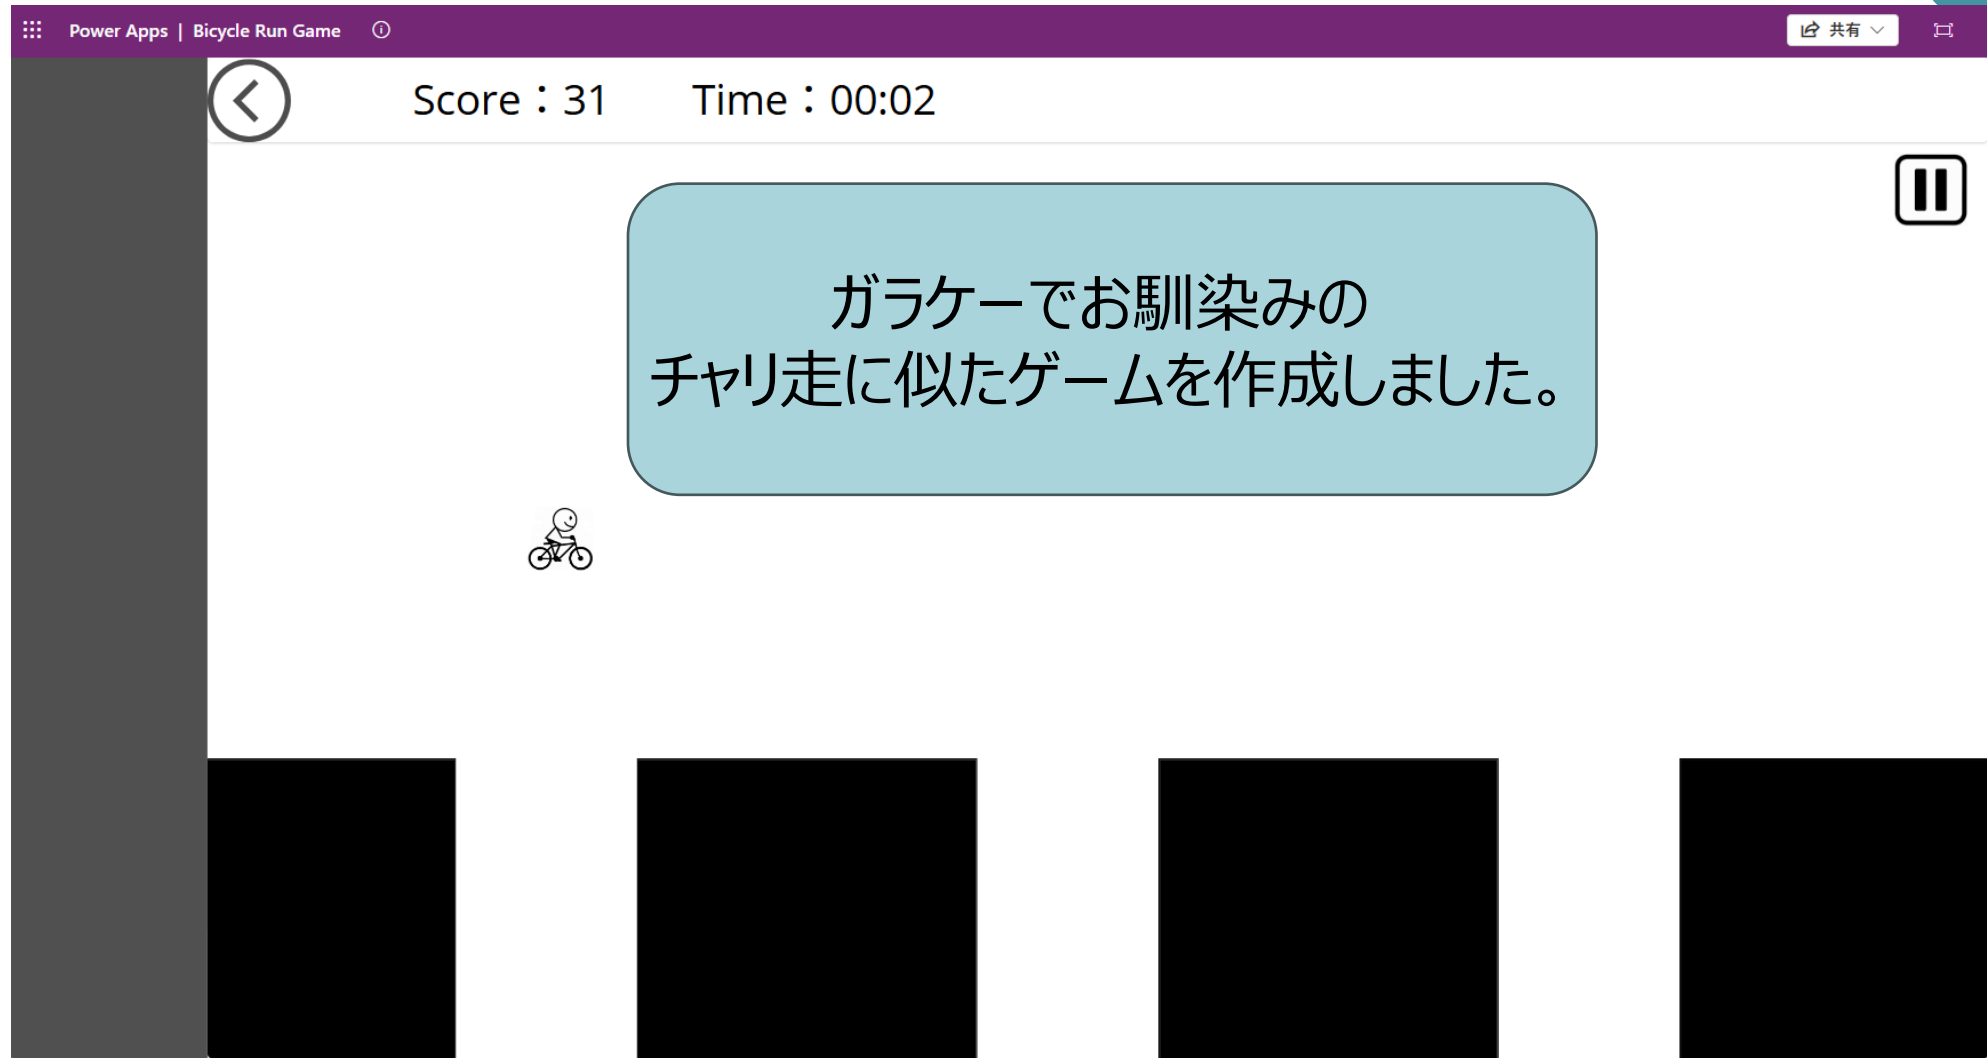 Power Apps | Bicycle Run Game
共有
Score：31 Time：00:02
ガラケーでお馴染みの
チャリ走に似たゲームを作成しました。